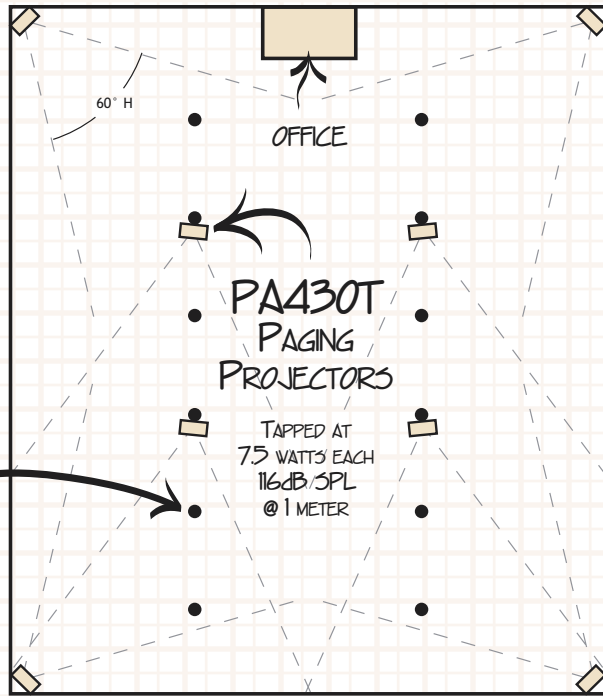 60° H
OFFICE
PA430T
PAGING
PROJECTORS
TAPPED AT
7.5 WATTS EACH
116dB SPL
@ 1 METER